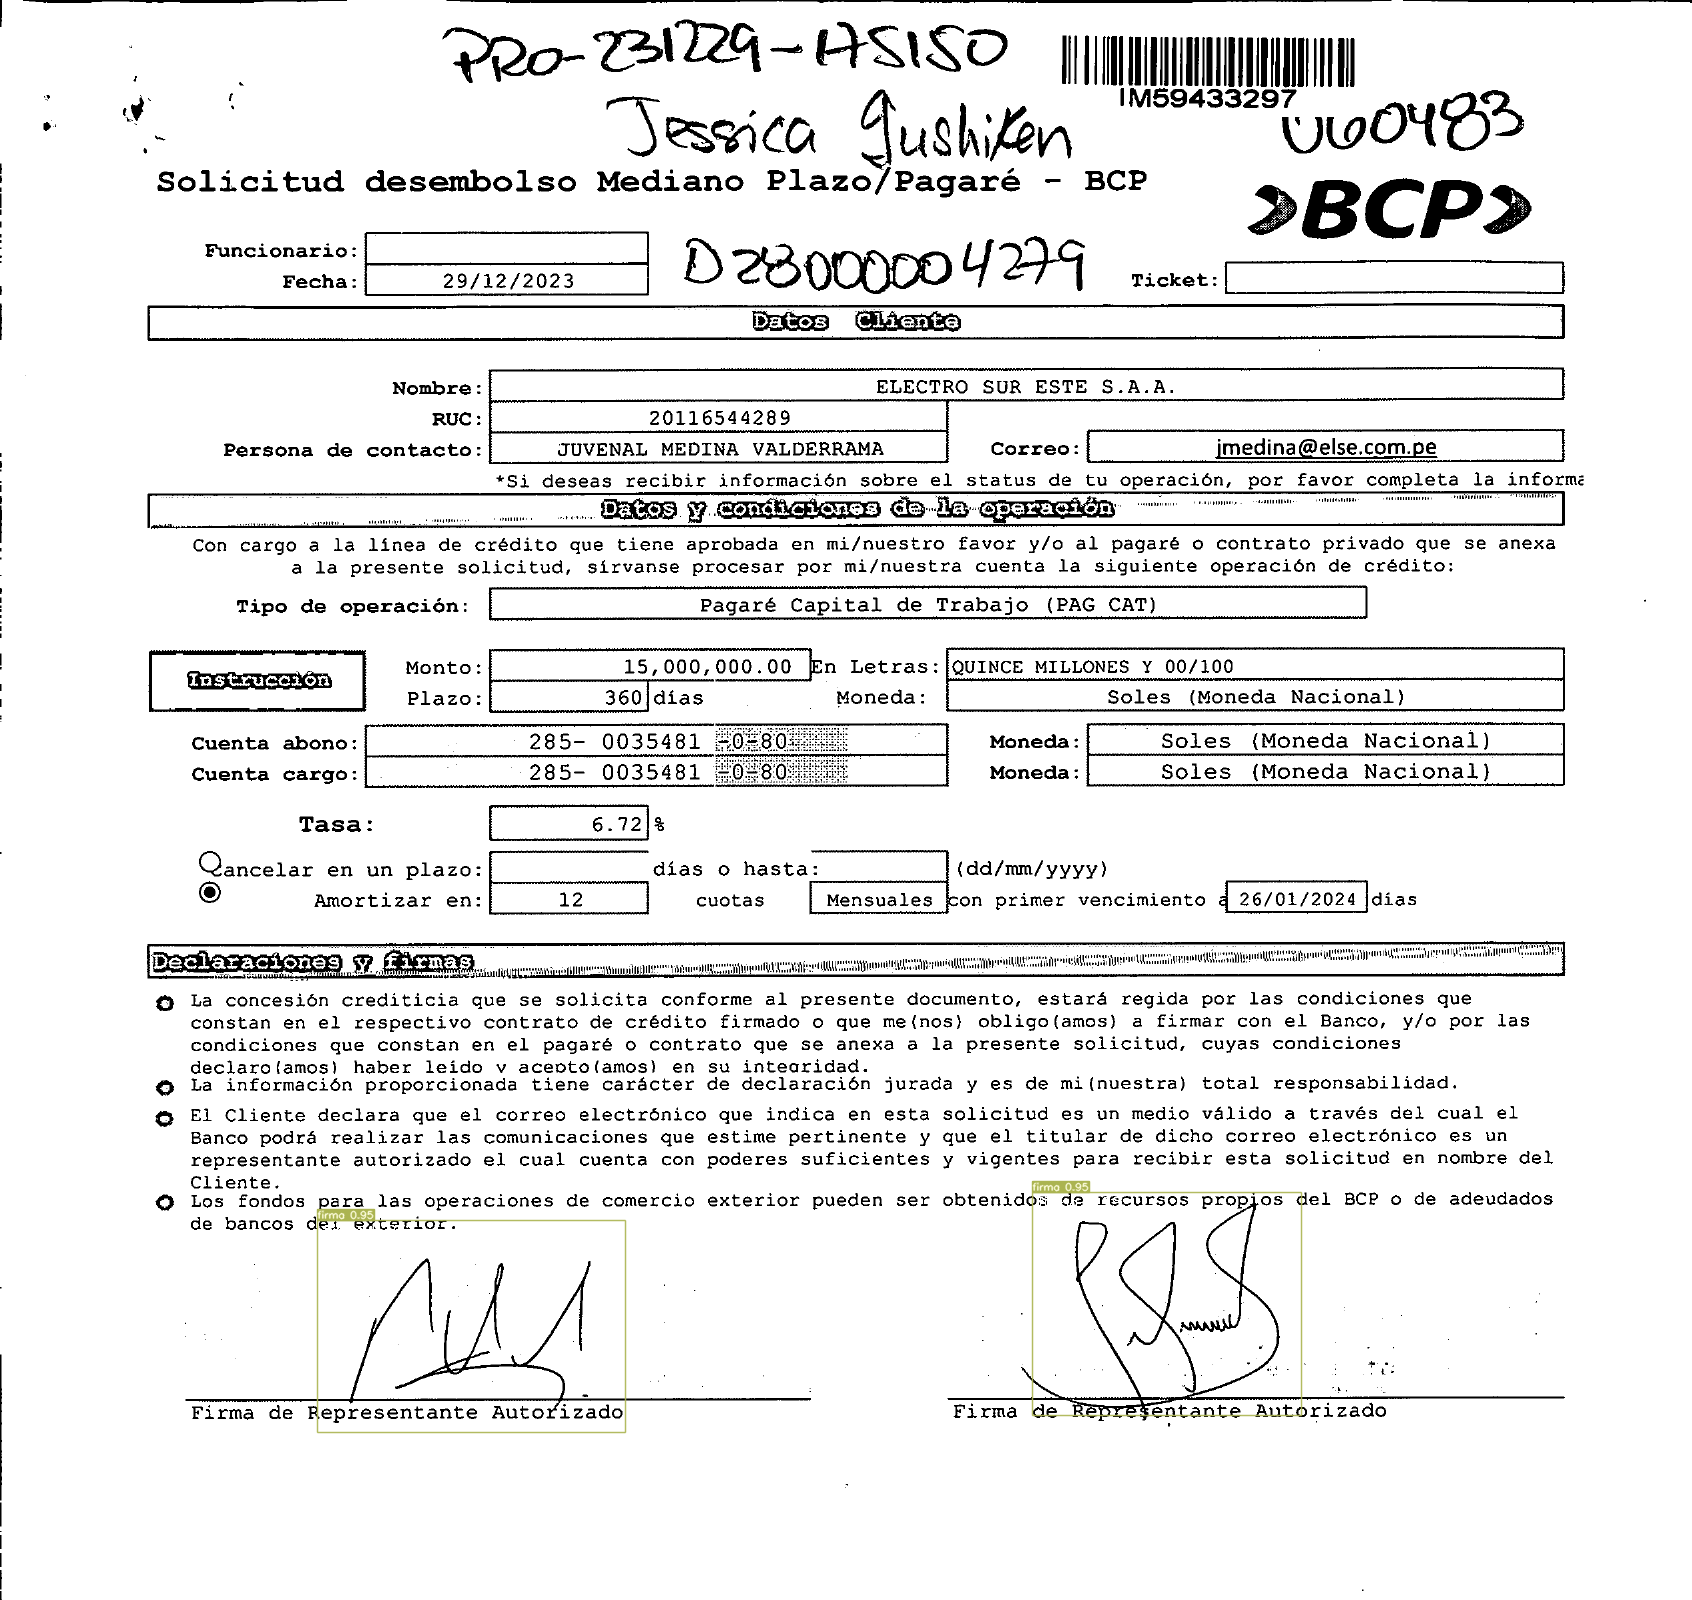 PRO-231229-175150
IM59433297
Jessica Gushiken
U60483
Solicitud desembolso Mediano Plazo/Pagaré - BCP
BCP
Funcionario:
Fecha: 29/12/2023
D28000004279
Ticket:
Datos Cliente
Nombre: ELECTRO SUR ESTE S.A.A.
RUC: 20116544289
Persona de contacto: JUVENAL MEDINA VALDERRAMA Correo: jmedina@else.com.pe
*Si deseas recibir información sobre el status de tu operación, por favor completa la informa
Datos y condiciones de la operación
Con cargo a la línea de crédito que tiene aprobada en mi/nuestro favor y/o al pagaré o contrato privado que se anexa
a la presente solicitud, sírvanse procesar por mi/nuestra cuenta la siguiente operación de crédito:
Tipo de operación: Pagaré Capital de Trabajo (PAG CAT)
Instrucción
Monto: 15,000,000.00 En Letras: QUINCE MILLONES Y 00/100
Plazo: 360 días Moneda: Soles (Moneda Nacional)
Cuenta abono: 285- 0035481 -0-80 Moneda: Soles (Moneda Nacional)
Cuenta cargo: 285- 0035481 -0-80 Moneda: Soles (Moneda Nacional)
Tasa: 6.72 %
Cancelar en un plazo: días o hasta: (dd/mm/yyyy)
Amortizar en: 12 cuotas Mensuales con primer vencimiento a 26/01/2024 días
Declaraciones y firmas
La concesión crediticia que se solicita conforme al presente documento, estará regida por las condiciones que
constan en el respectivo contrato de crédito firmado o que me(nos) obligo(amos) a firmar con el Banco, y/o por las
condiciones que constan en el pagaré o contrato que se anexa a la presente solicitud, cuyas condiciones
declaro(amos) haber leído y acepto(amos) en su integridad.
La información proporcionada tiene carácter de declaración jurada y es de mi(nuestra) total responsabilidad.
El Cliente declara que el correo electrónico que indica en esta solicitud es un medio válido a través del cual el
Banco podrá realizar las comunicaciones que estime pertinente y que el titular de dicho correo electrónico es un
representante autorizado el cual cuenta con poderes suficientes y vigentes para recibir esta solicitud en nombre del
Cliente.
Los fondos para las operaciones de comercio exterior pueden ser obtenidos de recursos propios del BCP o de adeudados
de bancos del exterior.
firma 0.95
firma 0.95
Firma de Representante Autorizado
Firma de Representante Autorizado